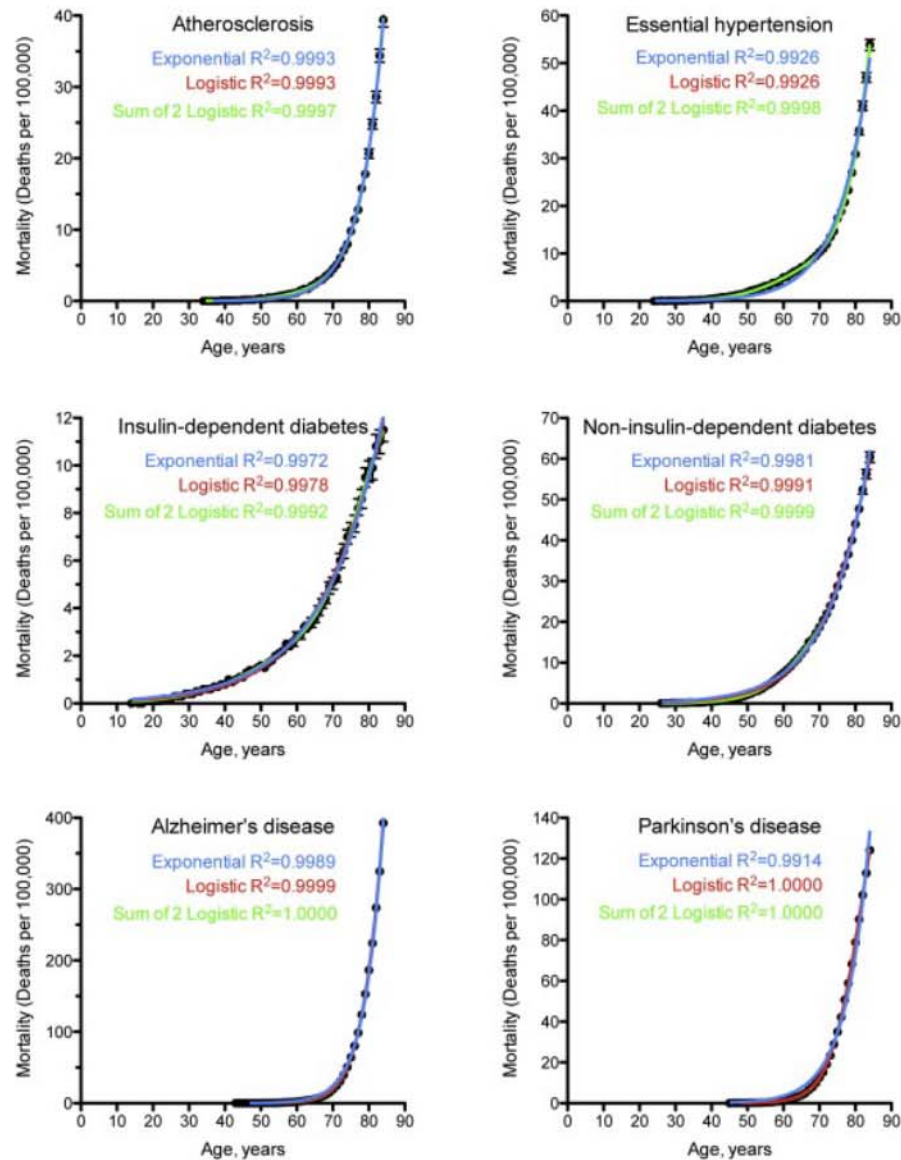 Atherosclerosis
Exponential R²=0.9993
Logistic R²=0.9993
Sum of 2 Logistic R²=0.9997
Mortality (Deaths per 100,000)
40
30
20
10
0
0 10 20 30 40 50 60 70 80 90
Age, years
Essential hypertension
Exponential R²=0.9926
Logistic R²=0.9926
Sum of 2 Logistic R²=0.9998
Mortality (Deaths per 100,000)
60
50
40
30
20
10
0
0 10 20 30 40 50 60 70 80 90
Age, years
Insulin-dependent diabetes
Exponential R²=0.9972
Logistic R²=0.9978
Sum of 2 Logistic R²=0.9992
Mortality (Deaths per 100,000)
12
10
8
6
4
2
0
0 10 20 30 40 50 60 70 80 90
Age, years
Non-insulin-dependent diabetes
Exponential R²=0.9981
Logistic R²=0.9991
Sum of 2 Logistic R²=0.9999
Mortality (Deaths per 100,000)
70
60
50
40
30
20
10
0
0 10 20 30 40 50 60 70 80 90
Age, years
Alzheimer's disease
Exponential R²=0.9989
Logistic R²=0.9999
Sum of 2 Logistic R²=1.0000
Mortality (Deaths per 100,000)
400
300
200
100
0
0 10 20 30 40 50 60 70 80 90
Age, years
Parkinson's disease
Exponential R²=0.9914
Logistic R²=1.0000
Sum of 2 Logistic R²=1.0000
Mortality (Deaths per 100,000)
140
120
100
80
60
40
20
0
0 10 20 30 40 50 60 70 80 90
Age, years